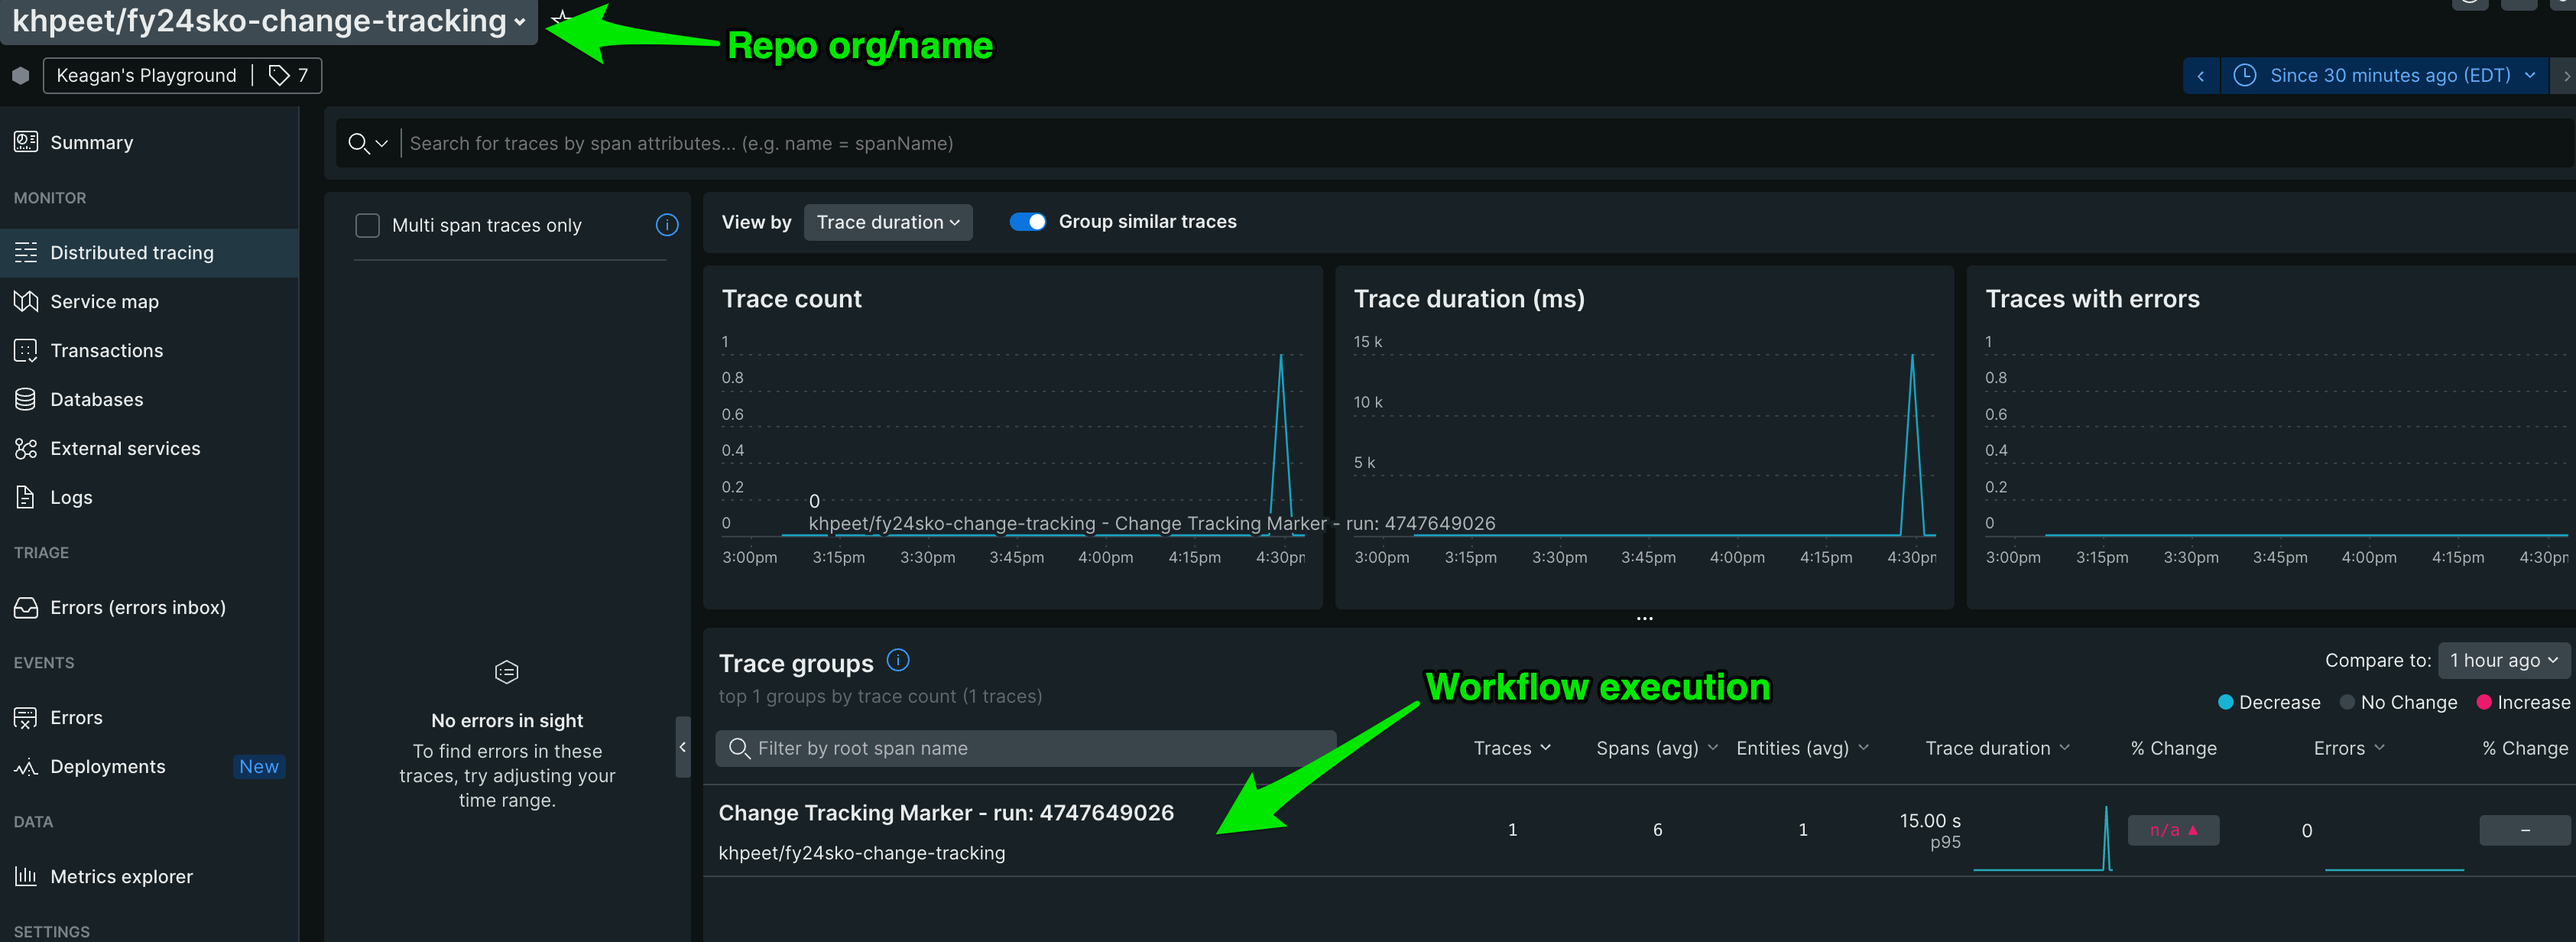 khpeet/fy24sko-change-tracking
Repo org/name
Keagan's Playground
7
Since 30 minutes ago (EDT)
Summary
MONITOR
Distributed tracing
Service map
Transactions
Databases
External services
Logs
TRIAGE
Errors (errors inbox)
EVENTS
Errors
Deployments
New
DATA
Metrics explorer
SETTINGS
Search for traces by span attributes... (e.g. name = spanName)
Multi span traces only
No errors in sight
To find errors in these
traces, try adjusting your
time range.
View by
Trace duration
Group similar traces
Trace count
1
0.8
0.6
0.4
0.2
0
0
khpeet/fy24sko-change-tracking - Change Tracking Marker - run: 4747649026
3:00pm 3:15pm 3:30pm 3:45pm 4:00pm 4:15pm 4:30pm
Trace duration (ms)
15 k
10 k
5 k
3:00pm 3:15pm 3:30pm 3:45pm 4:00pm 4:15pm 4:30pm
Traces with errors
1
0.8
0.6
0.4
0.2
0
3:00pm 3:15pm 3:30pm 3:45pm 4:00pm 4:15pm 4:30pm
Trace groups
top 1 groups by trace count (1 traces)
Workflow execution
Compare to: 1 hour ago
Decrease No Change Increase
Filter by root span name
Traces Spans (avg) Entities (avg) Trace duration % Change Errors % Change
Change Tracking Marker - run: 4747649026
khpeet/fy24sko-change-tracking
1 6 1 15.00 s n/a ▲ 0 –
p95